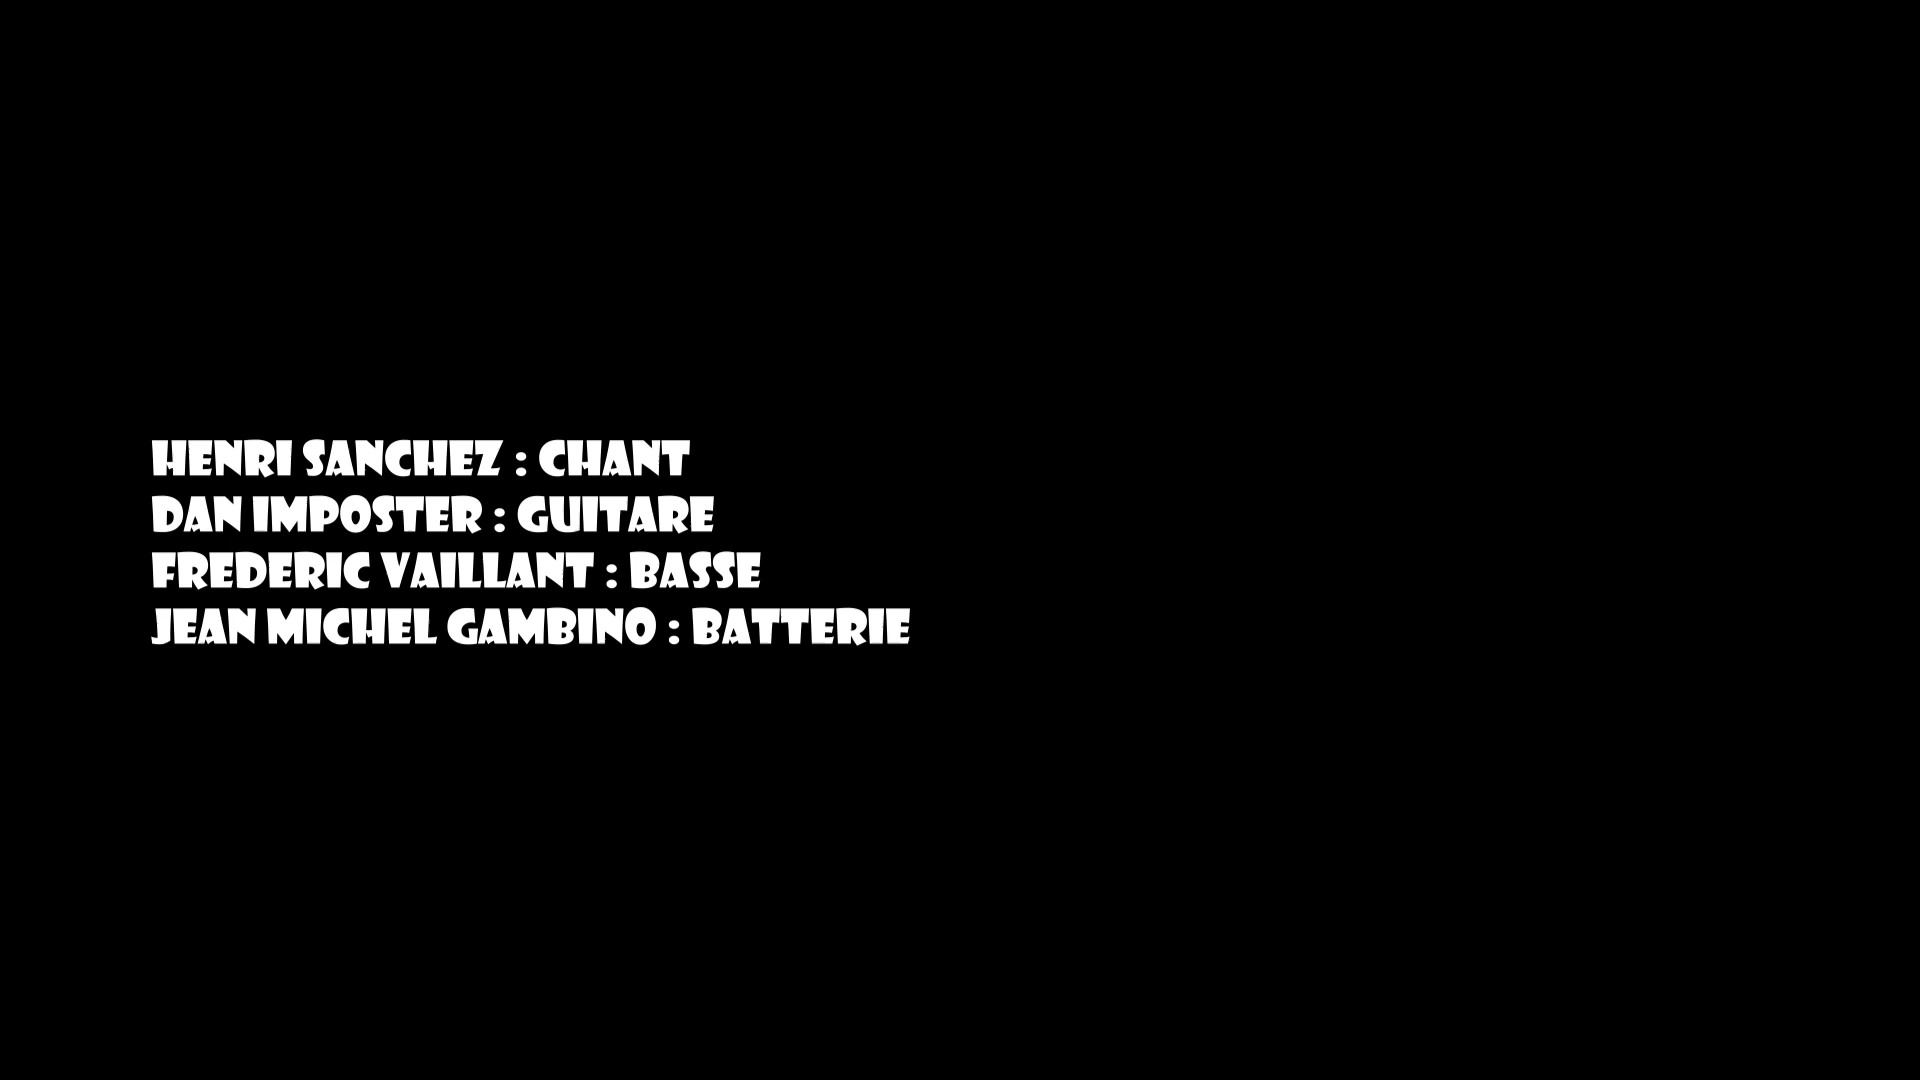 HENRI SANCHEZ : CHANT
DAN IMPOSTER : GUITARE
FREDERIC VAILLANT : BASSE
JEAN MICHEL GAMBINO : BATTERIE